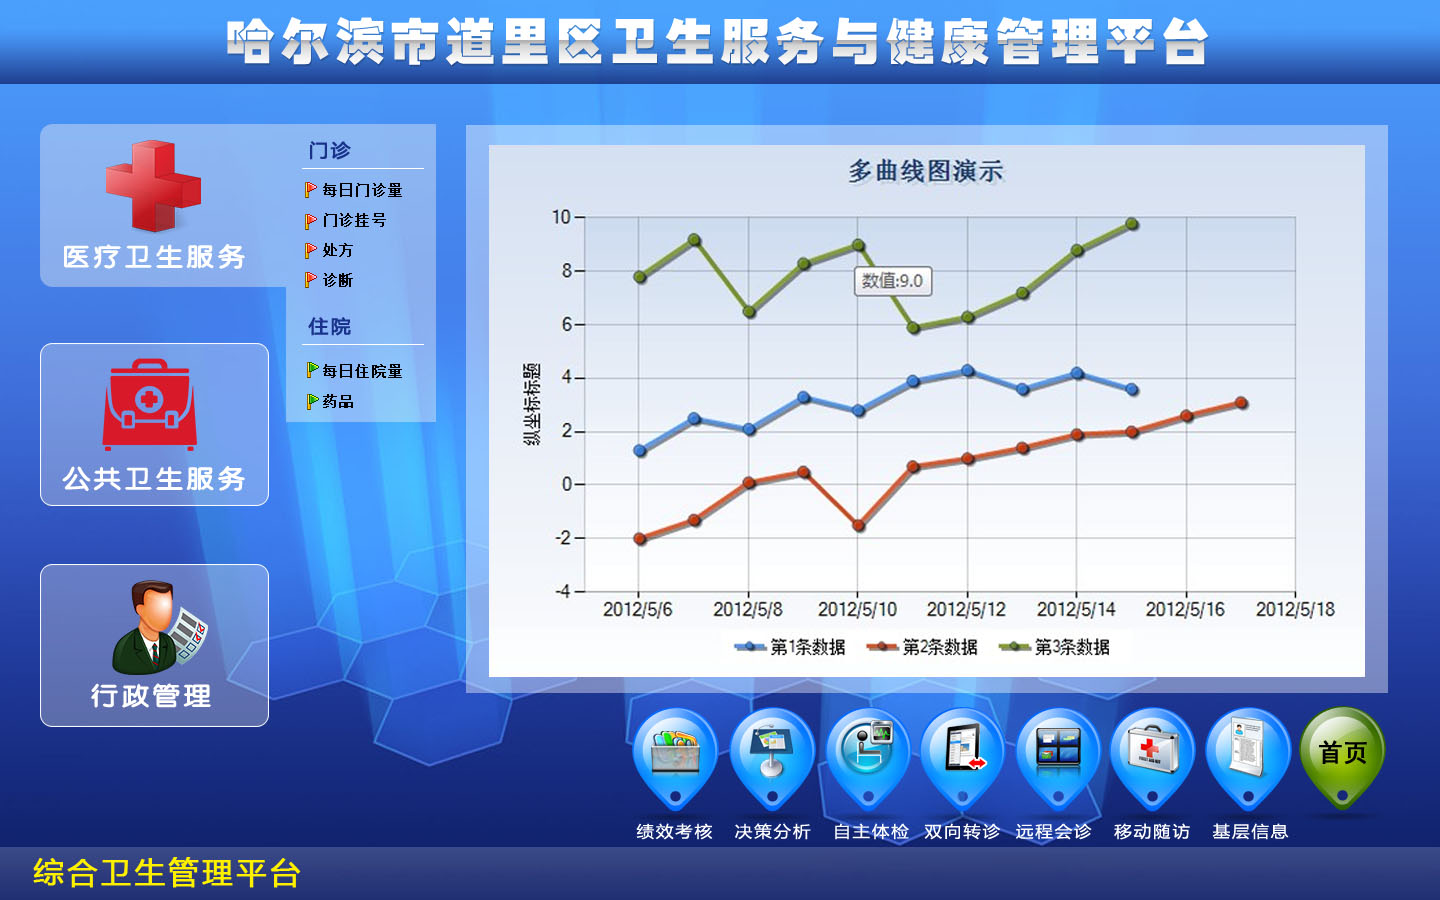 哈尔滨市道里区卫生服务与健康管理平台
医疗卫生服务
公共卫生服务
行政管理
门诊
每日门诊量
门诊挂号
处方
诊断
住院
每日住院量
药品
多曲线图演示
纵坐标标题
10
8
6
4
2
0
-2
-4
数值:9.0
2012/5/6 2012/5/8 2012/5/10 2012/5/12 2012/5/14 2012/5/16 2012/5/18
第1条数据 第2条数据 第3条数据
首页
绩效考核 决策分析 自主体检 双向转诊 远程会诊 移动随访 基层信息
综合卫生管理平台